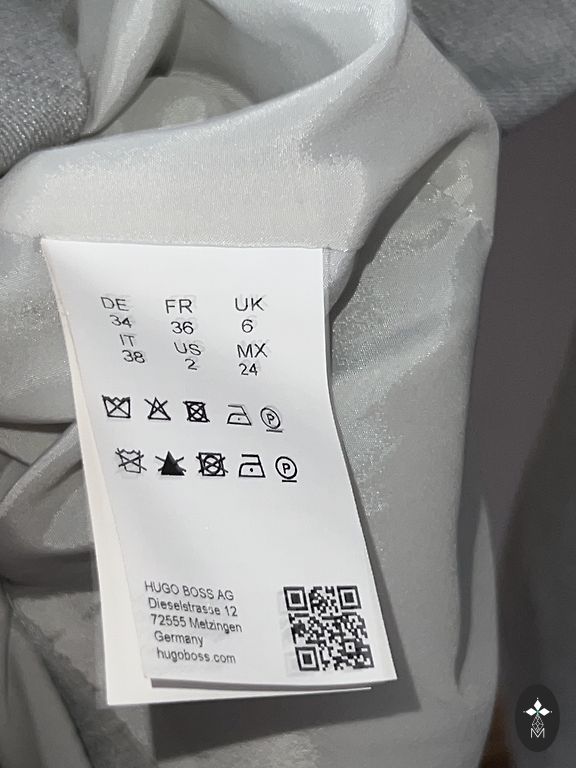 DE FR UK
34 36 6
IT US MX
38 2 24
P
P
HUGO BOSS AG
Dieselstrasse 12
72555 Metzingen
Germany
hugoboss.com
M